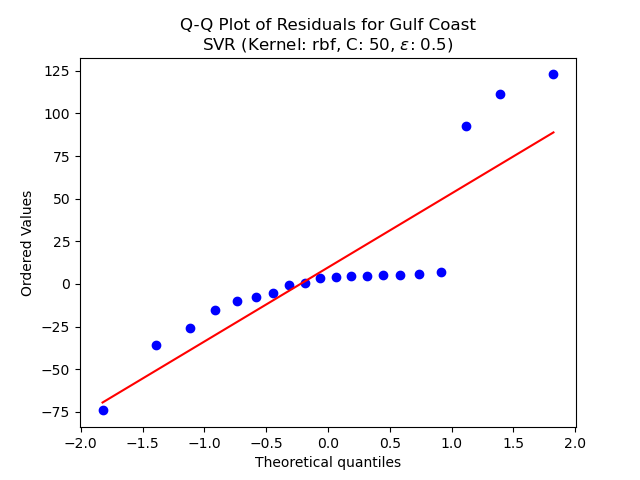 Q-Q Plot of Residuals for Gulf Coast
SVR (Kernel: rbf, C: 50, ε: 0.5)
Ordered Values
125
100
75
50
25
0
−25
−50
−75
−2.0 −1.5 −1.0 −0.5 0.0 0.5 1.0 1.5 2.0
Theoretical quantiles